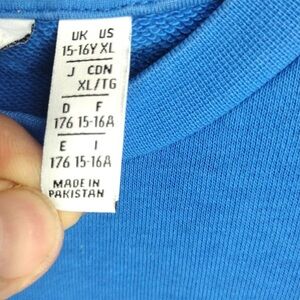 UK US
15-16Y XL
J CDN
XL/TG
D F
176 15-16A
E I
176 15-16A
MADE IN
PAKISTAN